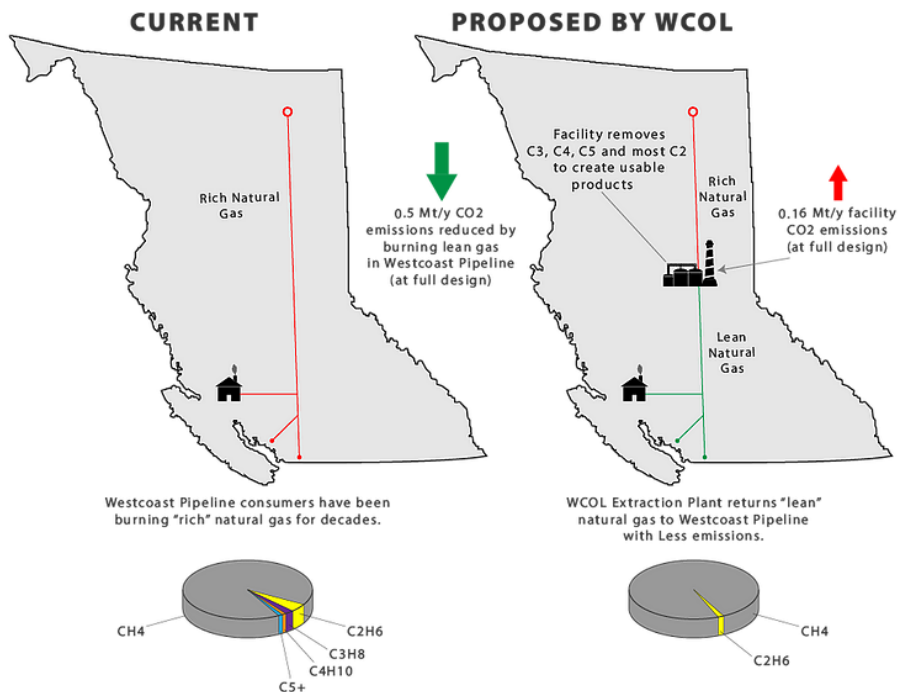 CURRENT
PROPOSED BY WCOL
Rich Natural
Gas
0.5 Mt/y CO2
emissions reduced by
burning lean gas
in Westcoast Pipeline
(at full design)
Facility removes
C3, C4, C5 and most C2
to create usable
products
Rich
Natural
Gas
0.16 Mt/y facility
CO2 emissions
(at full design)
Lean
Natural
Gas
Westcoast Pipeline consumers have been
burning "rich" natural gas for decades.
WCOL Extraction Plant returns "lean"
natural gas to Westcoast Pipeline
with Less emissions.
CH4
C2H6
C3H8
C4H10
C5+
CH4
C2H6